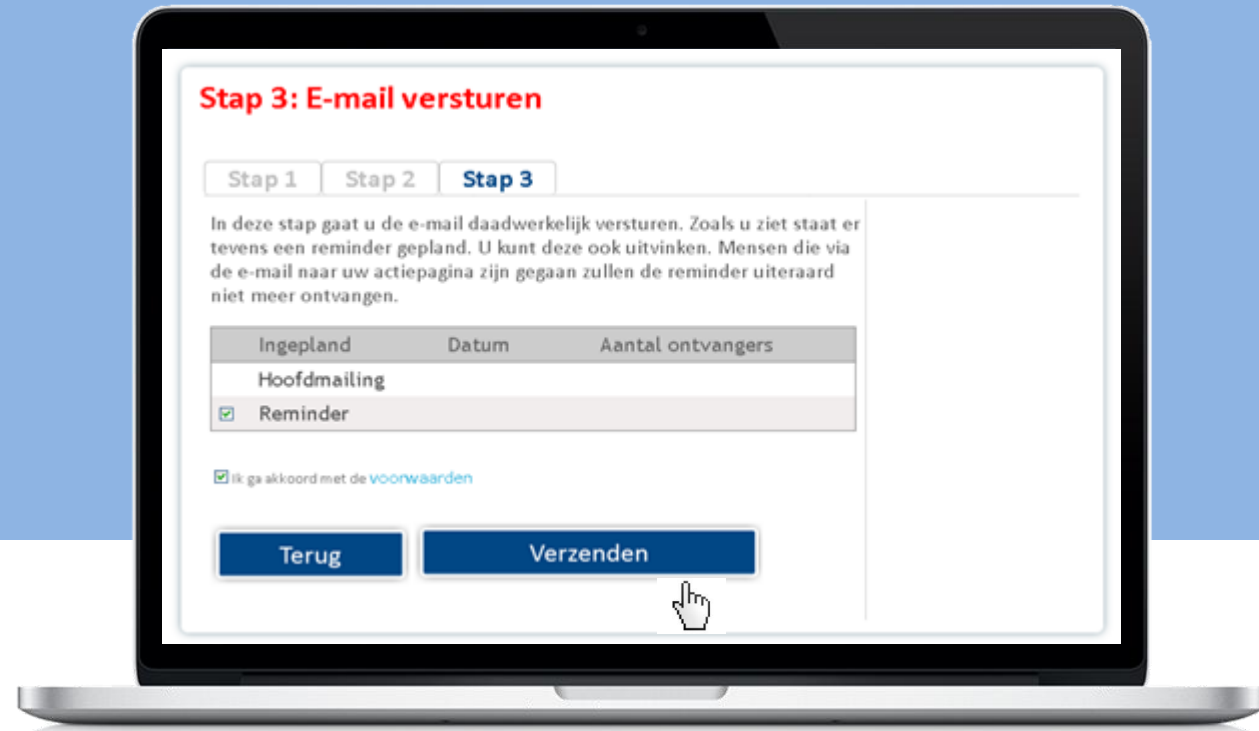 Stap 3: E-mail versturen
Stap 1 Stap 2 Stap 3
In deze stap gaat u de e-mail daadwerkelijk versturen. Zoals u ziet staat er
tevens een reminder gepland. U kunt deze ook uitvinken. Mensen die via
de e-mail naar uw actiepagina zijn gegaan zullen de reminder uiteraard
niet meer ontvangen.
Ingepland Datum Aantal ontvangers
Hoofdmailing
Reminder
Ik ga akkoord met de voorwaarden
Terug Verzenden